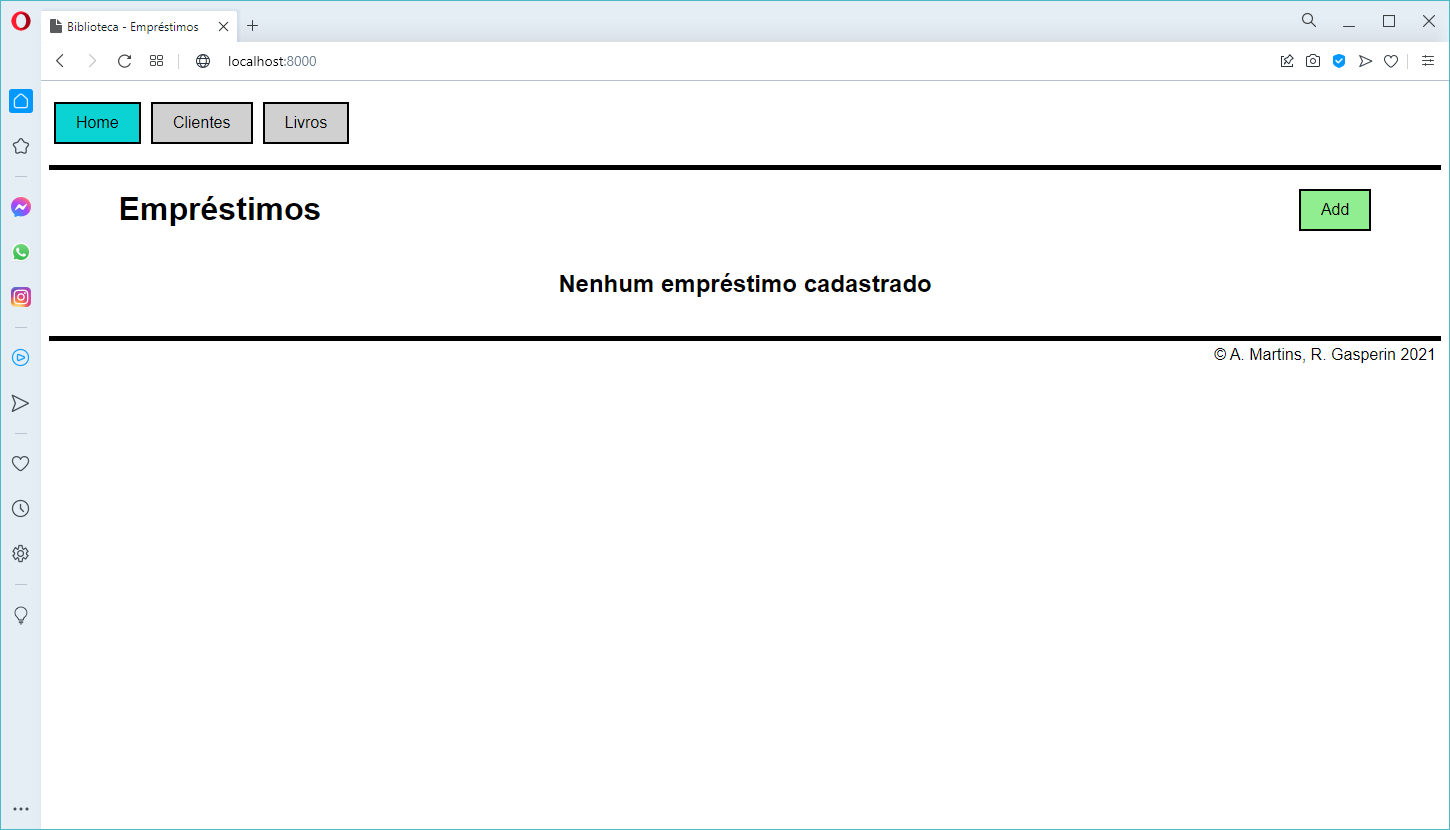 Biblioteca - Empréstimos
localhost:8000
Home Clientes Livros
Empréstimos Add
Nenhum empréstimo cadastrado
© A. Martins, R. Gasperin 2021